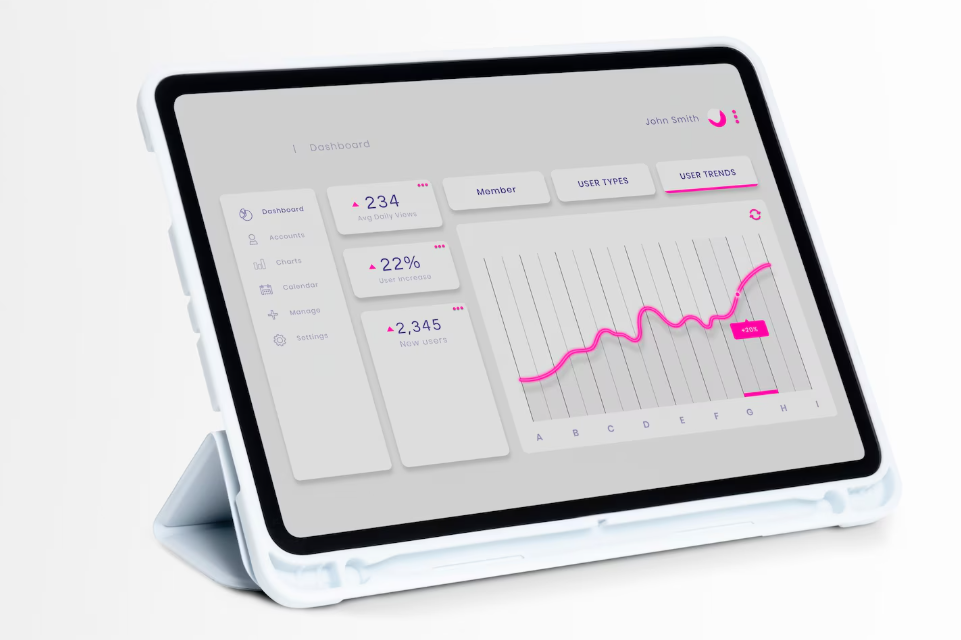 | Dashboard
John Smith
Dashboard
Accounts
Charts
Calendar
Manage
Settings
234
Avg Daily Views
22%
User Increase
2,345
New users
Member
USER TYPES
USER TRENDS
+20%
A B C D E F G H I